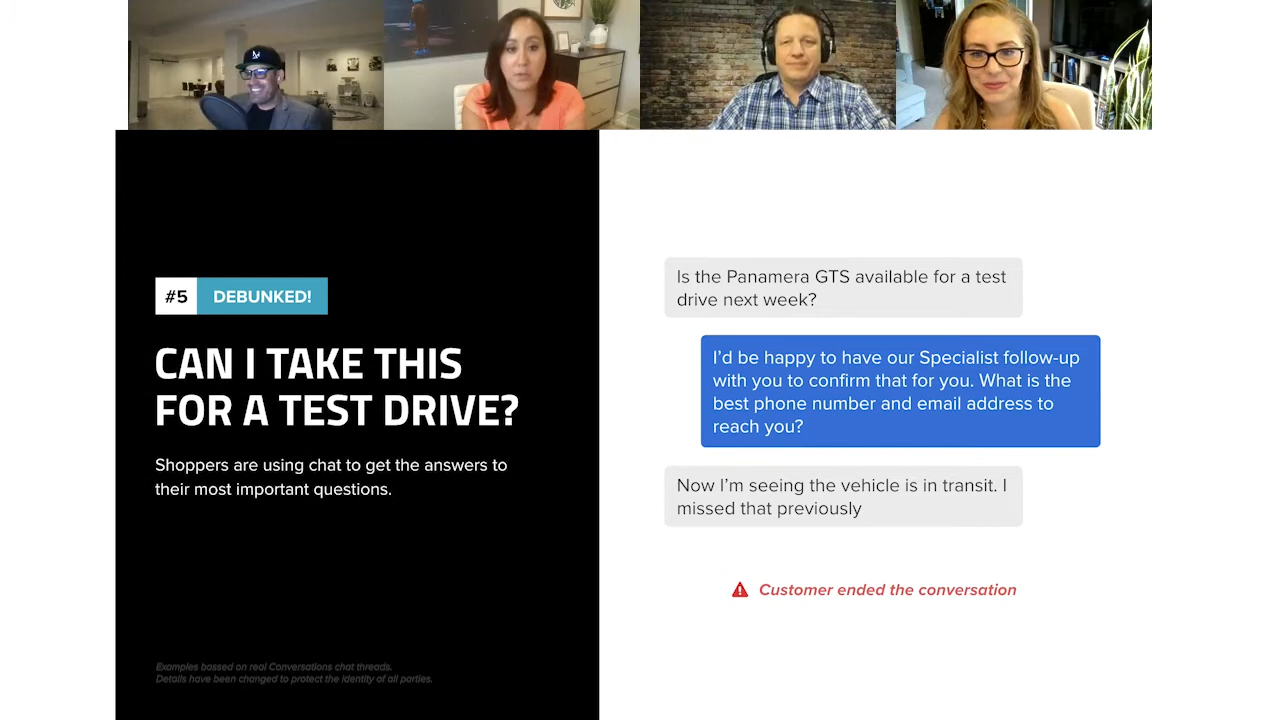 #5 DEBUNKED!
CAN I TAKE THIS
FOR A TEST DRIVE?
Shoppers are using chat to get the answers to
their most important questions.
Examples bassed on real Conversations chat threads.
Details have been changed to protect the identity of all parties.
Is the Panamera GTS available for a test
drive next week?
I'd be happy to have our Specialist follow-up
with you to confirm that for you. What is the
best phone number and email address to
reach you?
Now I'm seeing the vehicle is in transit. I
missed that previously
Customer ended the conversation